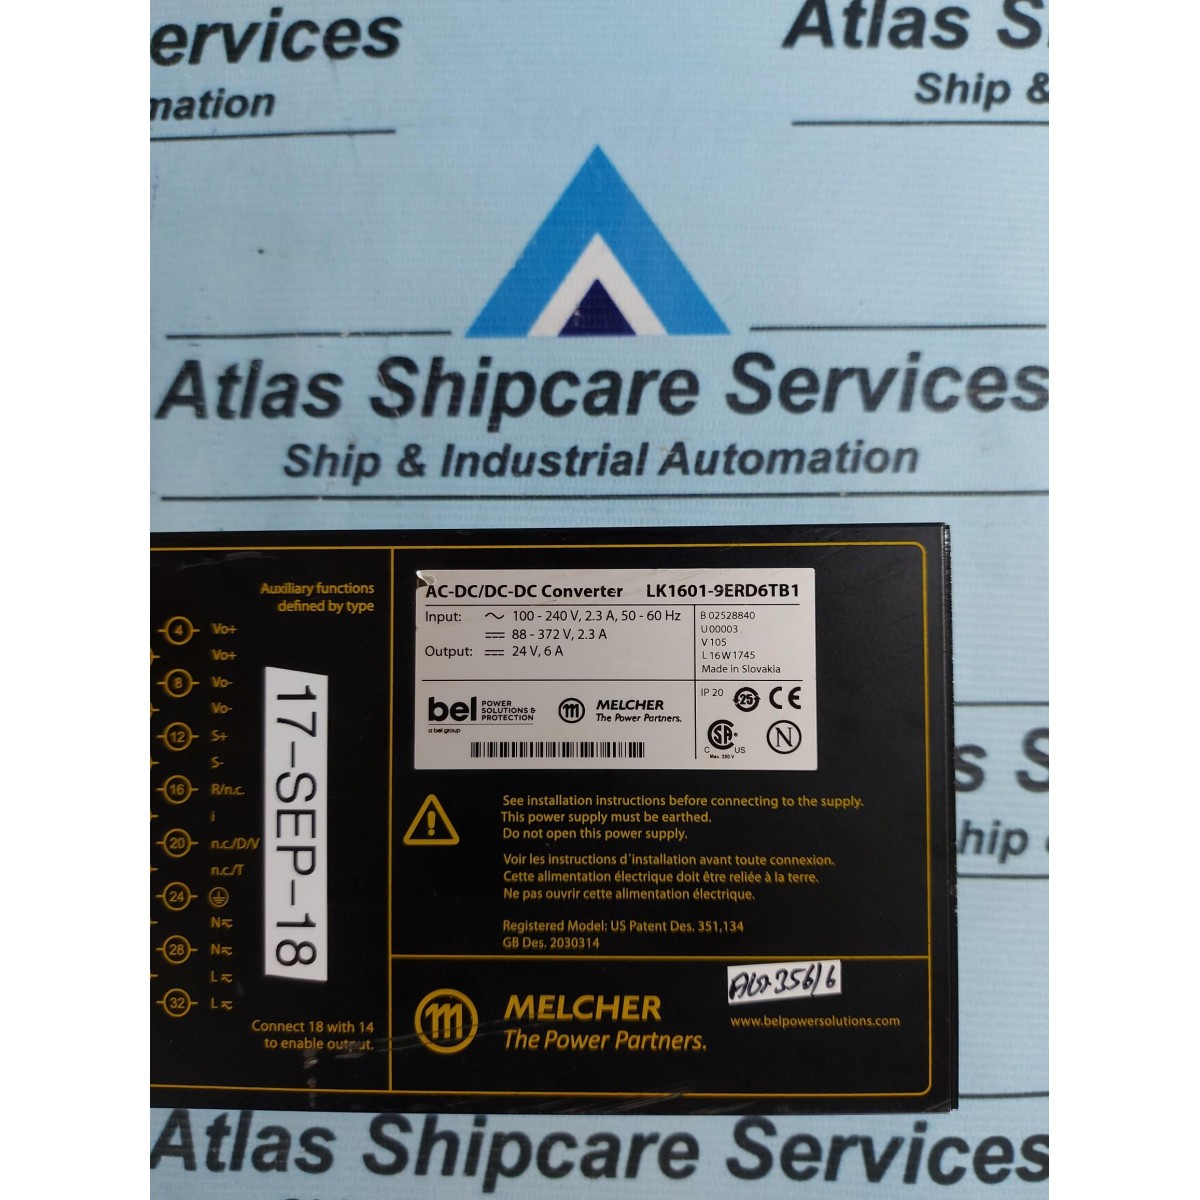 ervices
mation
Atlas S
Ship &
Atlas Shipcare Services
Ship & Industrial Automation
Auxiliary functions
defined by type
4 Vo+
Vo+
8 Vo-
Vo-
12 S+
S-
16 R/n.c.
i
20 n.c./D/V
n.c./T
24
N
28 N
L
32 L
Connect 18 with 14
to enable output.
17-SEP-18
AC-DC/DC-DC Converter LK1601-9ERD6TB1
Input: 100 - 240 V, 2.3 A, 50 - 60 Hz
88 - 372 V, 2.3 A
Output: 24 V, 6 A
B 02528840
U 00003
V 105
L 16W1745
Made in Slovakia
bel POWER
SOLUTIONS &
PROTECTION
a bel group
m MELCHER
The Power Partners.
IP 20 25 CE
C SA US N
Max. 250 V
See installation instructions before connecting to the supply.
This power supply must be earthed.
Do not open this power supply.
Voir les instructions d'installation avant toute connexion.
Cette alimentation électrique doit être reliée à la terre.
Ne pas ouvrir cette alimentation électrique.
Registered Model: US Patent Des. 351,134
GB Des. 2030314
m MELCHER
The Power Partners.
356/6
www.belpowersolutions.com
s S
hip
Atlas Shipcare Services